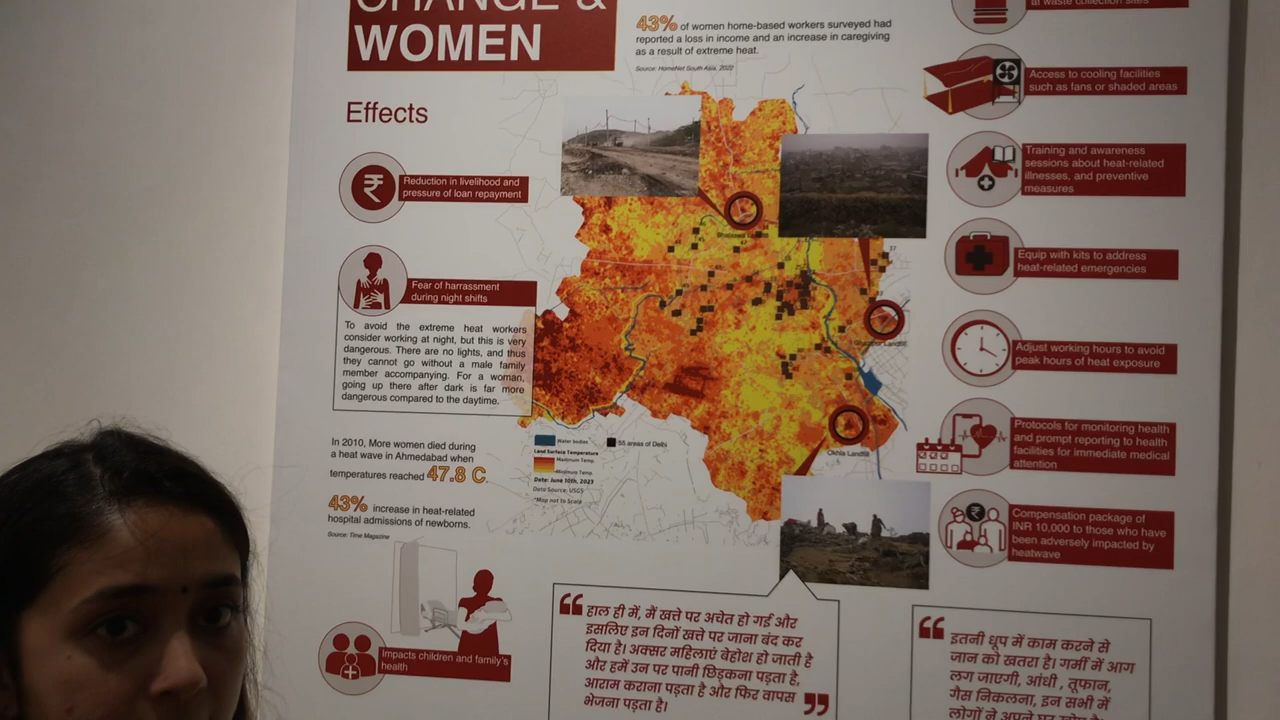 CHANGE &
WOMEN
43% of women home-based workers surveyed had
reported a loss in income and an increase in caregiving
as a result of extreme heat.
Source: HomeNet South Asia, 2022
Effects
₹
Reduction in livelihood and
pressure of loan repayment
Fear of harrassment
during night shifts
To avoid the extreme heat workers
consider working at night, but this is very
dangerous. There are no lights, and thus
they cannot go without a male family
member accompanying. For a woman,
going up there after dark is far more
dangerous compared to the daytime.
In 2010, More women died during
a heat wave in Ahmedabad when
temperatures reached 47.8 C.
43% increase in heat-related
hospital admissions of newborns.
Source: Time Magazine
Impacts children and family's
health
Bhalaswa Landfill
Ghazipur Landfill
Okhla Landfill
Water bodies
55 areas of Delhi
Land Surface Temperature
Maximum Temp.
Minimum Temp.
Date: June 10th, 2023
Data Source: USGS
*Map not to Scale
at waste collection sites
Access to cooling facilities
such as fans or shaded areas
Training and awareness
sessions about heat-related
illnesses, and preventive
measures
Equip with kits to address
heat-related emergencies
Adjust working hours to avoid
peak hours of heat exposure
Protocols for monitoring health
and prompt reporting to health
facilities for immediate medical
attention
₹
Compensation package of
INR 10,000 to those who have
been adversely impacted by
heatwave
“ हाल ही में, मैं खत्ते पर अचेत हो गई और
इसलिए इन दिनों खत्ते पर जाना बंद कर
दिया है। अक्सर महिलाएं बेहोश हो जाती है
और हमें उन पर पानी छिड़कना पड़ता है,
आराम कराना पड़ता है और फिर वापस
भेजना पड़ता है। ”
“ इतनी धूप में काम करने से
जान को खतरा है। गर्मी में आग
लग जाएगी, आंधी , तूफान,
गैस निकलना, इन सभी में
लोगों ने अपने घर